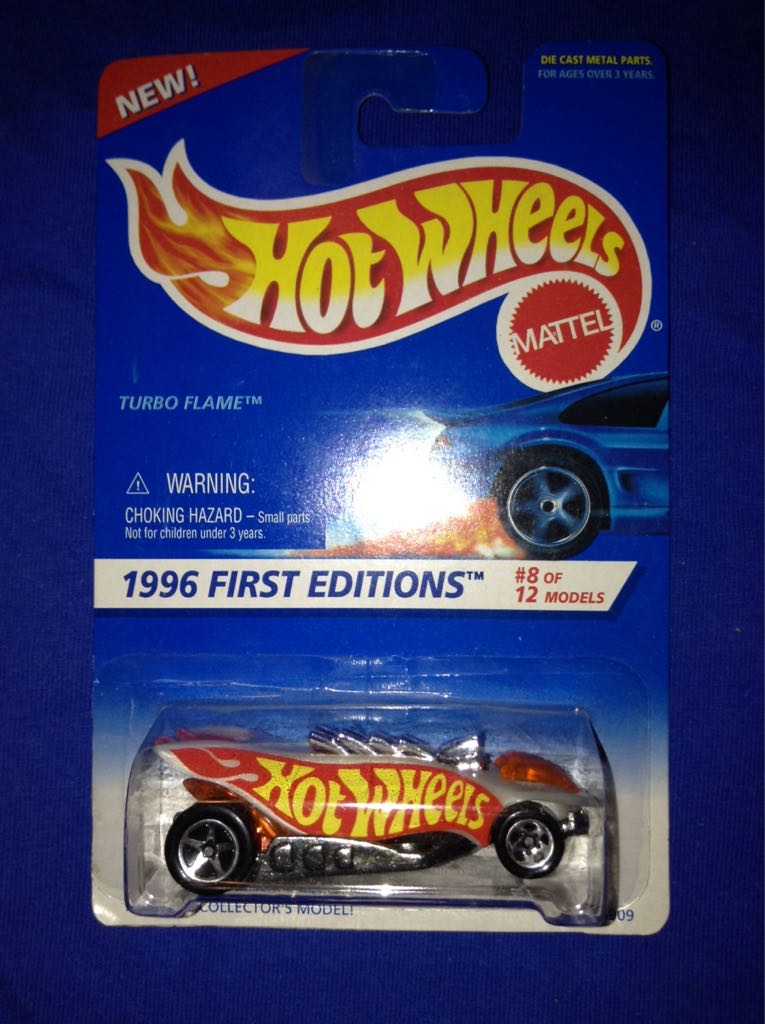 NEW!
DIE CAST METAL PARTS.
FOR AGES OVER 3 YEARS.
HOT WHEELS
MATTEL
®
TURBO FLAME™
⚠ WARNING:
CHOKING HAZARD – Small parts.
Not for children under 3 years.
1996 FIRST EDITIONS™
#8 OF
12 MODELS
HOT WHEELS
COLLECTOR'S MODEL!